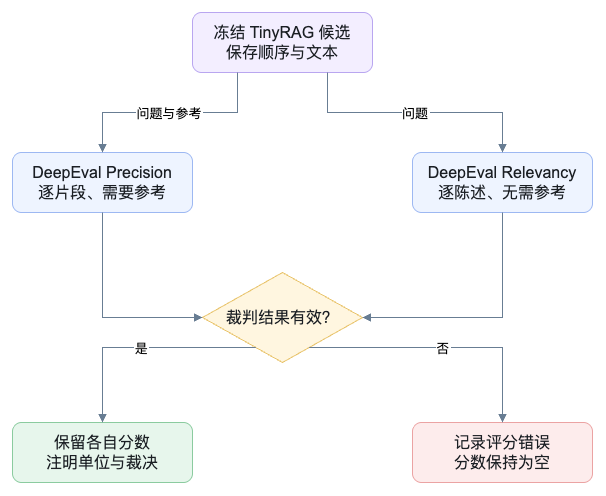 冻结 TinyRAG 候选
保存顺序与文本
问题与参考
问题
DeepEval Precision
逐片段、需要参考
DeepEval Relevancy
逐陈述、无需参考
裁判结果有效?
是
否
保留各自分数
注明单位与裁决
记录评分错误
分数保持为空